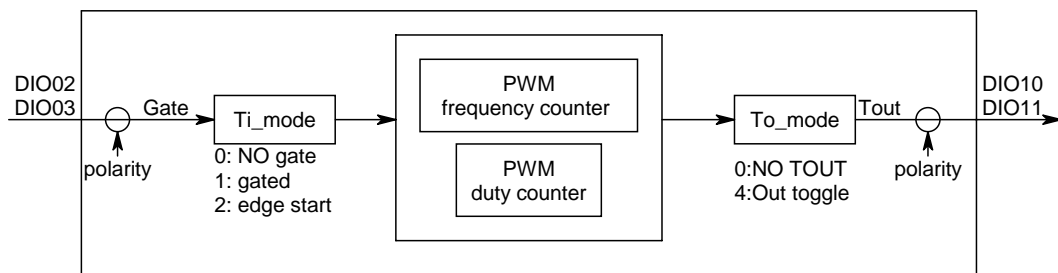 DIO02
DIO03
polarity
Gate
Ti_mode
0: NO gate
1: gated
2: edge start
PWM
frequency counter
PWM
duty counter
To_mode
0:NO TOUT
4:Out toggle
Tout
polarity
DIO10
DIO11